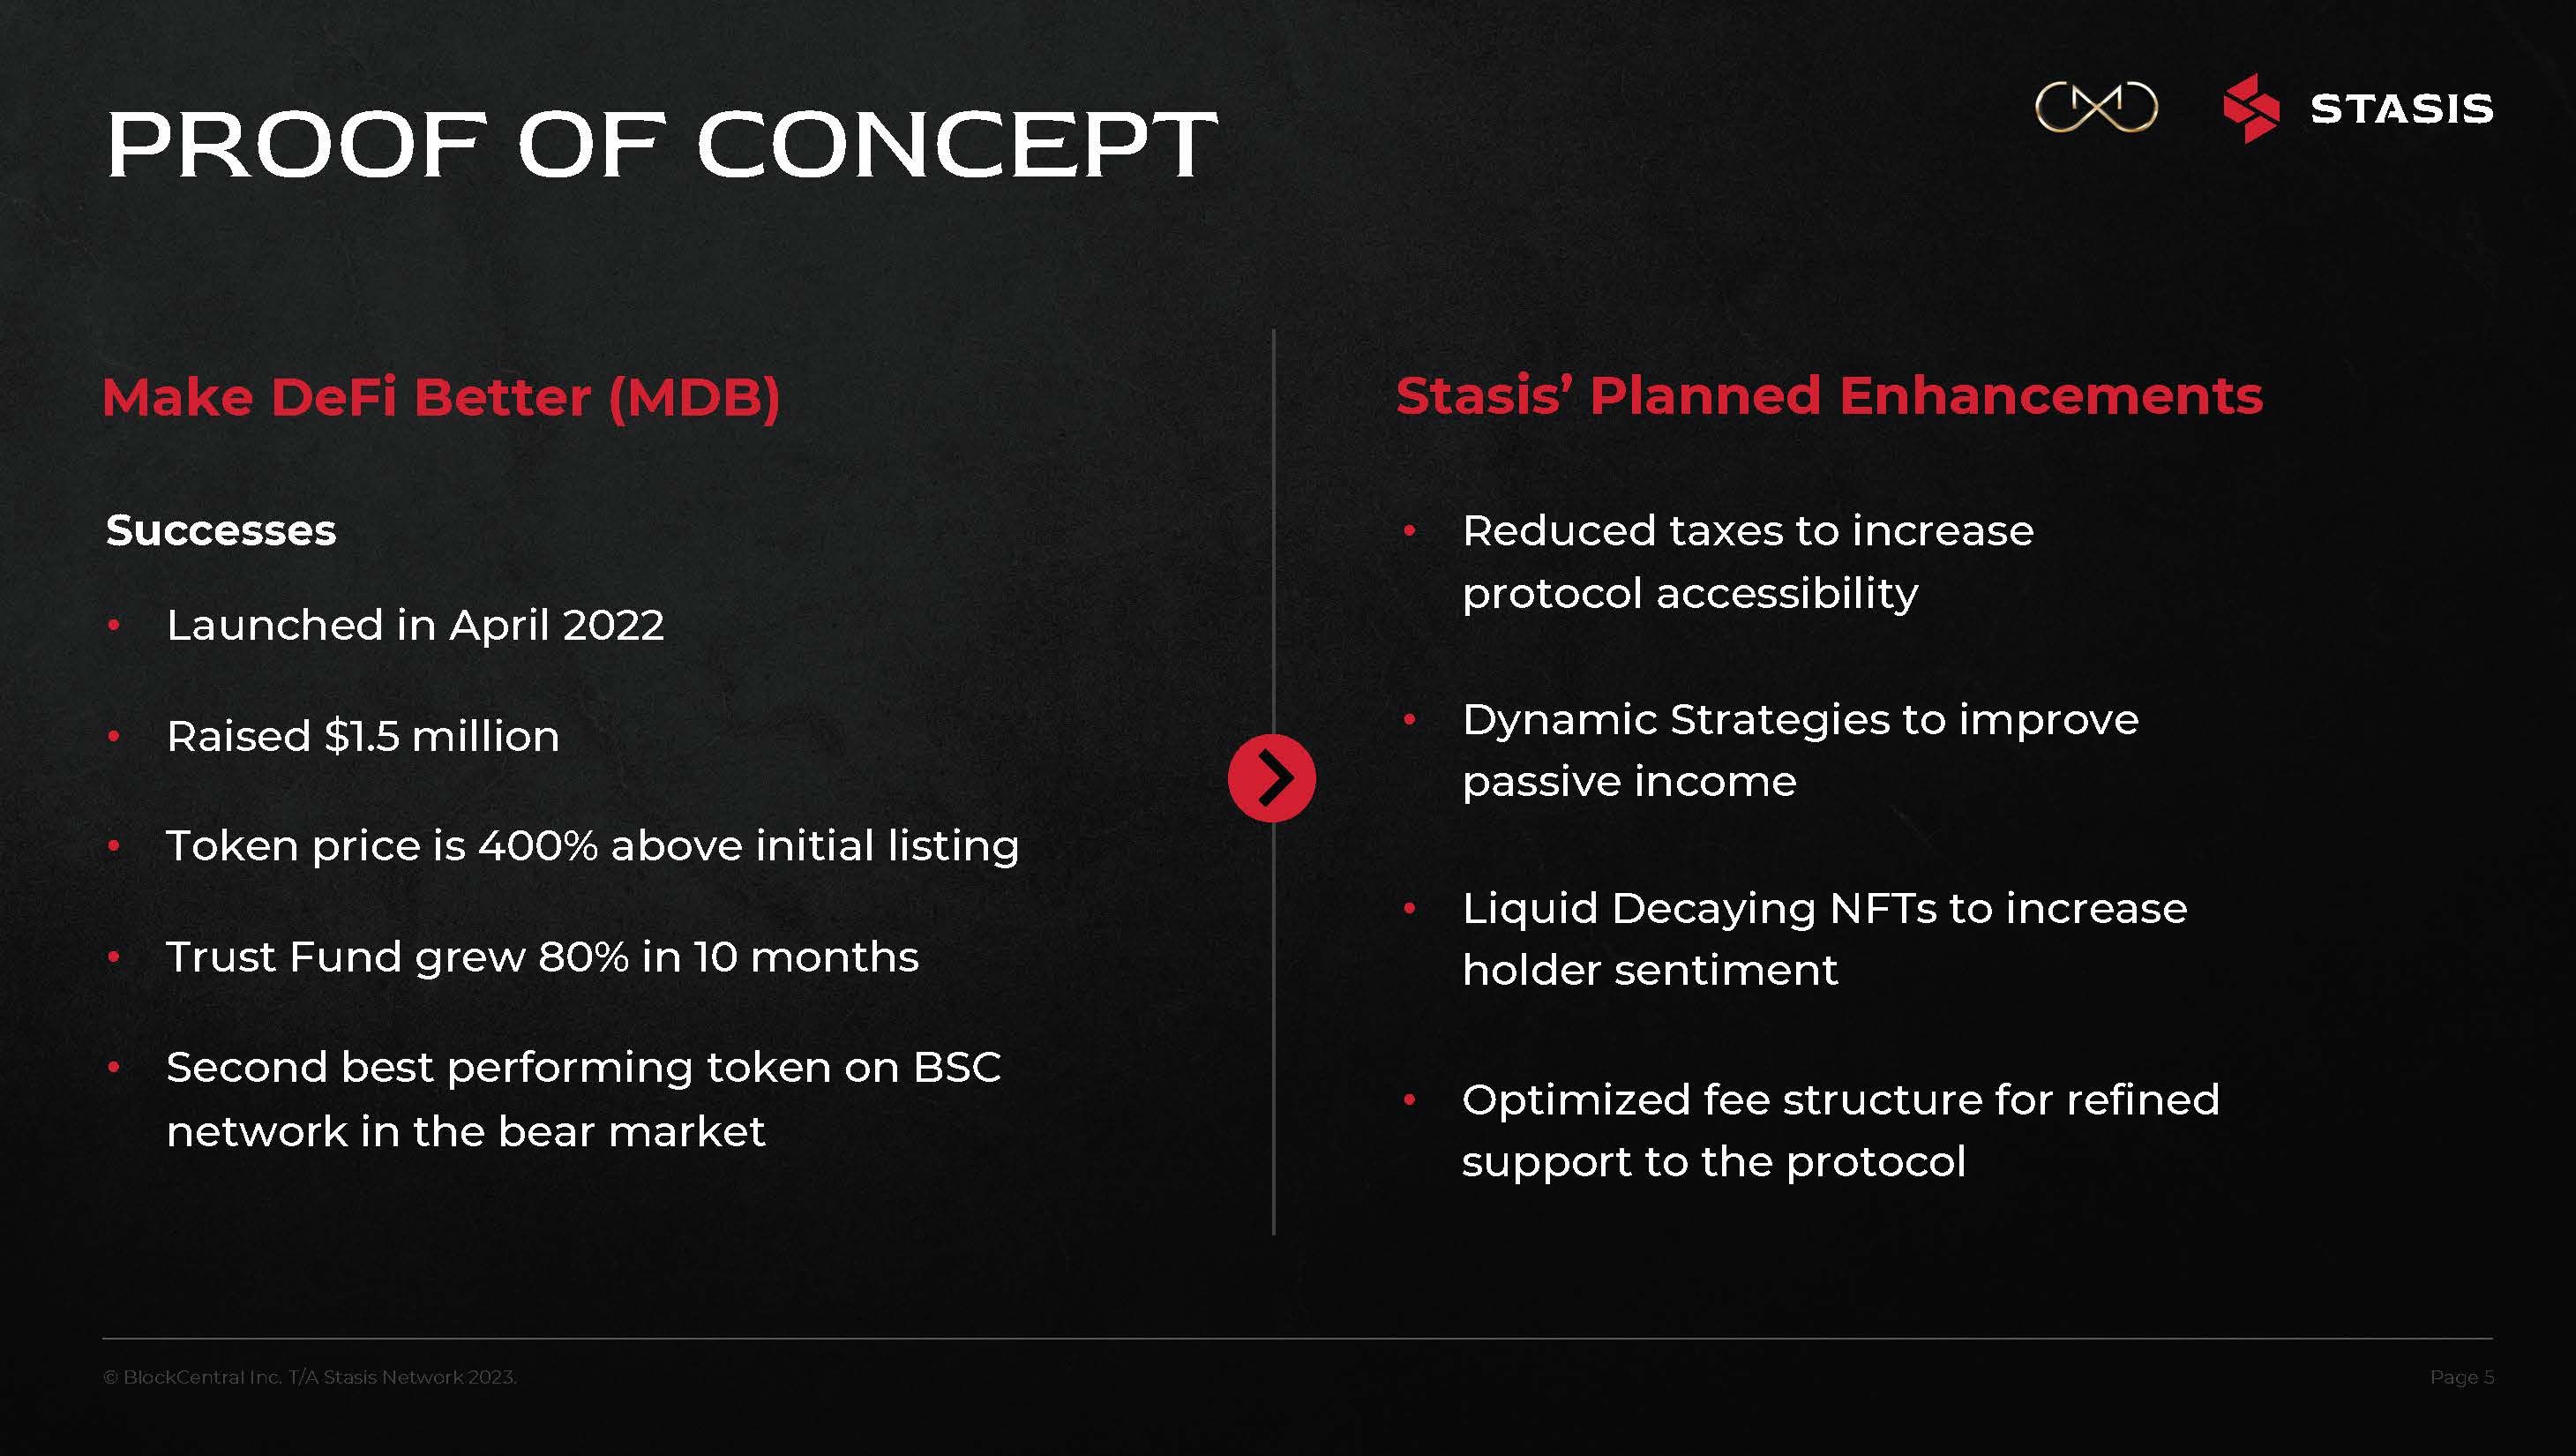 PROOF OF CONCEPT
STASIS
Make DeFi Better (MDB)
Successes
• Launched in April 2022
• Raised $1.5 million
• Token price is 400% above initial listing
• Trust Fund grew 80% in 10 months
• Second best performing token on BSC
network in the bear market
Stasis’ Planned Enhancements
• Reduced taxes to increase
protocol accessibility
• Dynamic Strategies to improve
passive income
• Liquid Decaying NFTs to increase
holder sentiment
• Optimized fee structure for refined
support to the protocol
© BlockCentral Inc. T/A Stasis Network 2023.
Page 5